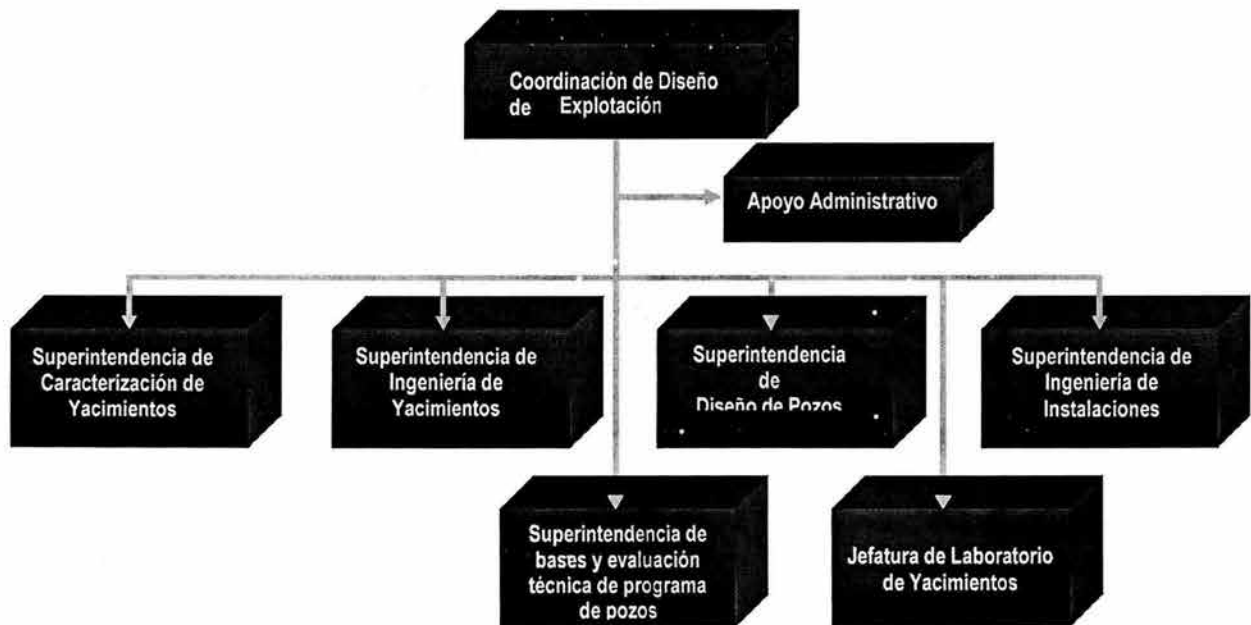 Coordinación de Diseño
de Explotación
Apoyo Administrativo
Superintendencia de
Caracterización de
Yacimientos
Superintendencia de
Ingeniería de
Yacimientos
Superintendencia
de
Diseño de Pozos
Superintendencia de
Ingeniería de
Instalaciones
Superintendencia de
bases y evaluación
técnica de programa
de pozos
Jefatura de Laboratorio
de Yacimientos